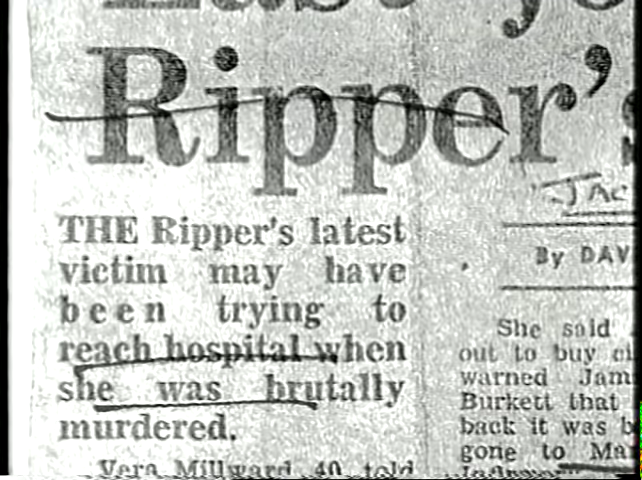 Ripper's
THE Ripper's latest
victim may have
been trying to
reach hospital when
she was brutally
murdered.
Vera Millward 40 told
JAC
By DAV
She said
out to buy
warned Jam
Burkett that
back it was b
gone to Ma